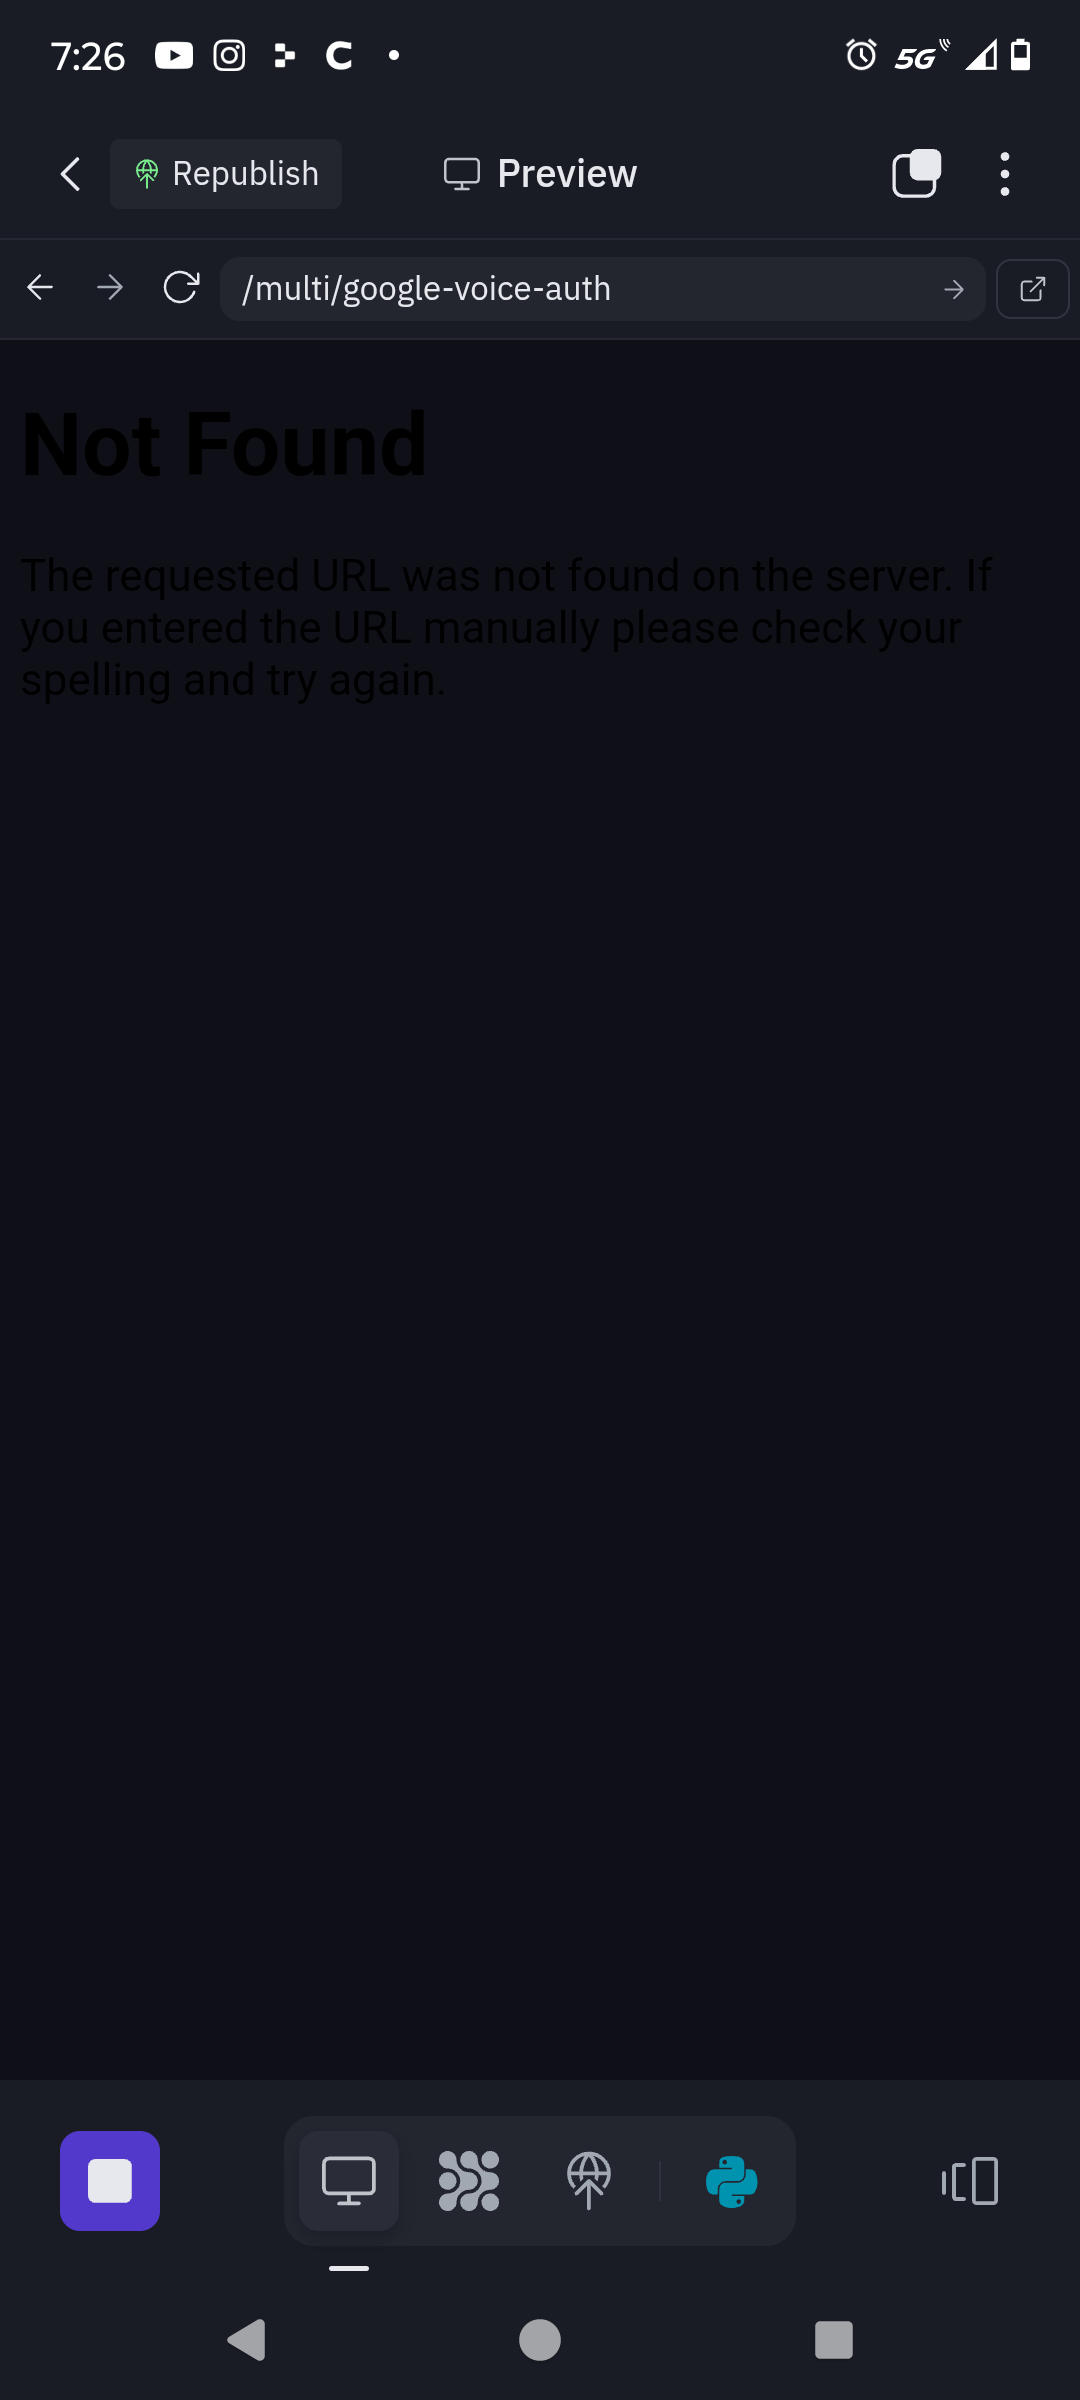 7:26
5G
Republish
Preview
/multi/google-voice-auth
Not Found
The requested URL was not found on the server. If
you entered the URL manually please check your
spelling and try again.